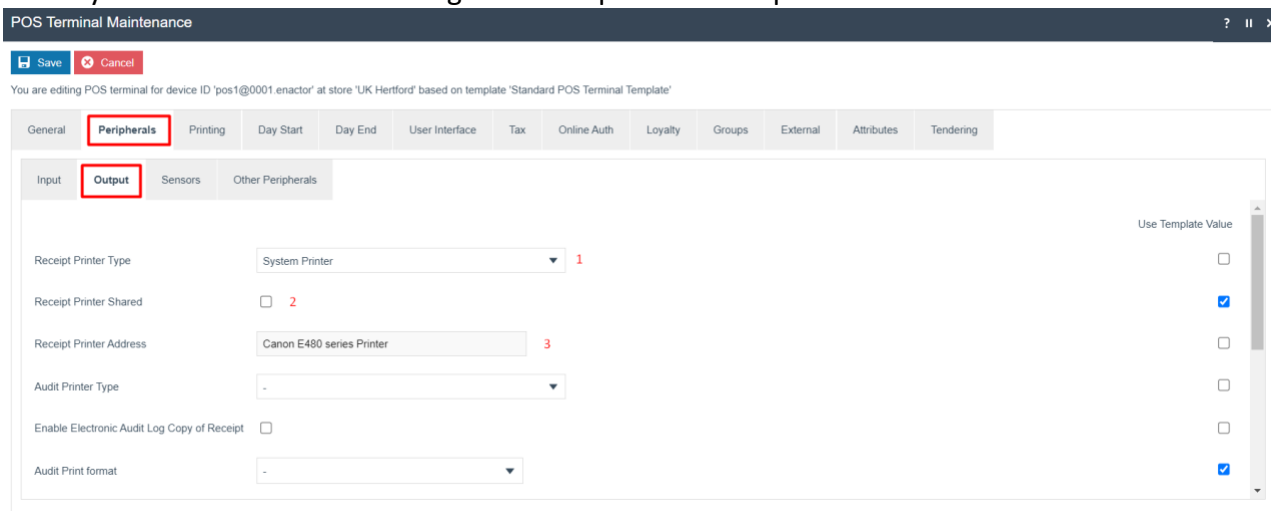 POS Terminal Maintenance ? II
Save Cancel
You are editing POS terminal for device ID 'pos1@0001.enactor' at store 'UK Hertford' based on template 'Standard POS Terminal Template'
General Peripherals Printing Day Start Day End User Interface Tax Online Auth Loyalty Groups External Attributes Tendering
Input Output Sensors Other Peripherals
Use Template Value
Receipt Printer Type System Printer 1
Receipt Printer Shared 2
Receipt Printer Address Canon E480 series Printer 3
Audit Printer Type -
Enable Electronic Audit Log Copy of Receipt
Audit Print format -